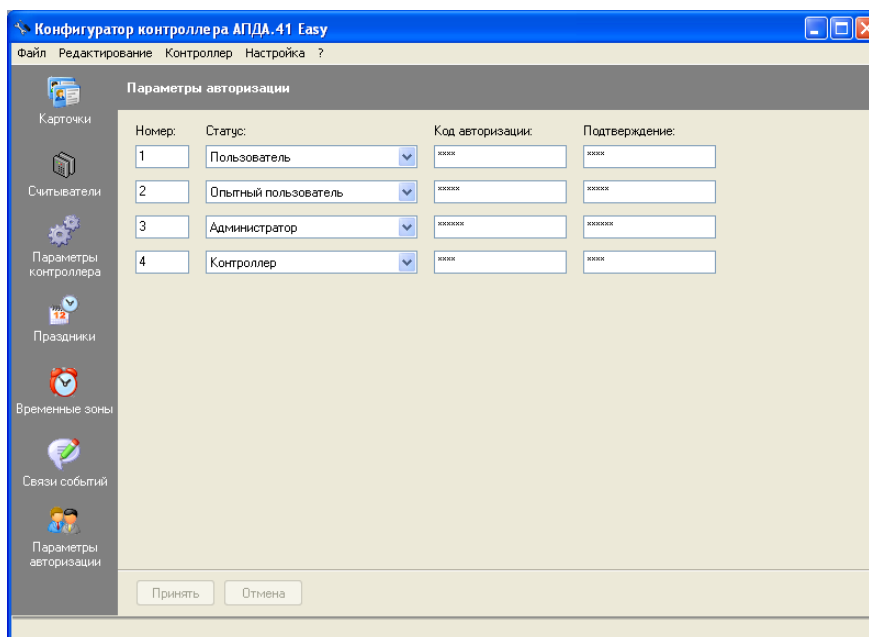 Конфигуратор контроллера АПДА.41 Easy
Файл Редактирование Контроллер Настройка ?
Карточки
Считыватели
Параметры
контроллера
Праздники
12
Временные зоны
Связи событий
Параметры
авторизации
Параметры авторизации
Номер: Статус: Код авторизации: Подтверждение:
1 Пользователь **** ****
2 Опытный пользователь ***** *****
3 Администратор ****** ******
4 Контроллер **** ****
Принять Отмена